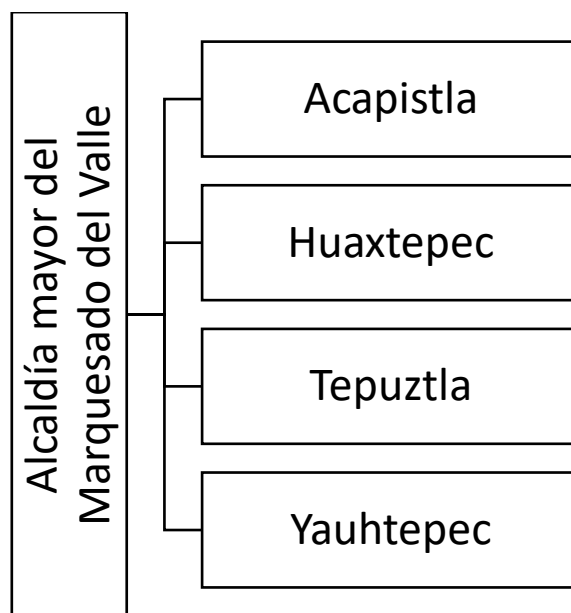 Alcaldía mayor del
Marquesado del Valle
Acapistla
Huaxtepec
Tepuztla
Yauhtepec